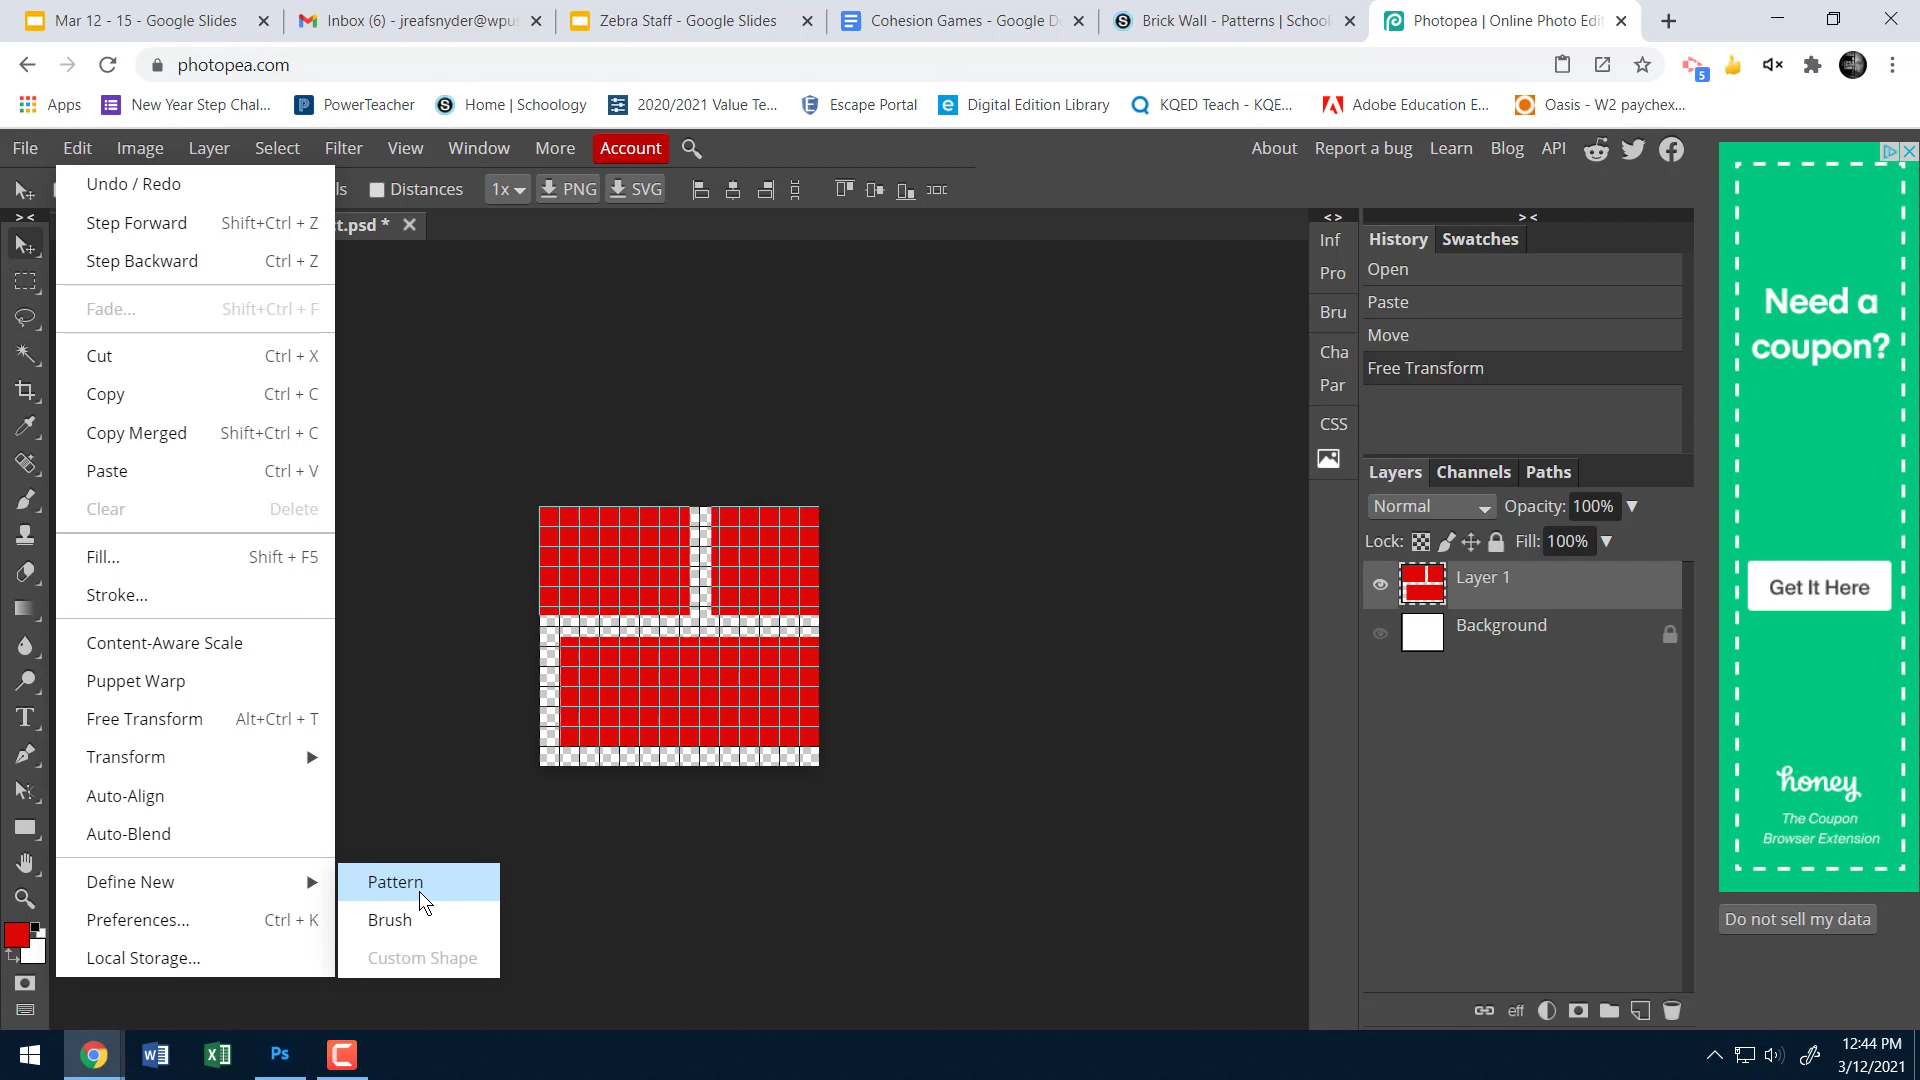 Mar 12 - 15 - Google Slides
Inbox (6) - jreafsnyder@wpus
Zebra Staff - Google Slides
Cohesion Games - Google D
Brick Wall - Patterns | School
Photopea | Online Photo Edit
photopea.com
5
Apps
New Year Step Chal...
PowerTeacher
Home | Schoology
2020/2021 Value Te...
Escape Portal
Digital Edition Library
KQED Teach - KQE...
Adobe Education E...
Oasis - W2 paychex...
File Edit Image Layer Select Filter View Window More Account
About Report a bug Learn Blog API
ls Distances 1x PNG SVG
t.psd *
Undo / Redo
Step Forward Shift+Ctrl + Z
Step Backward Ctrl + Z
Fade... Shift+Ctrl + F
Cut Ctrl + X
Copy Ctrl + C
Copy Merged Shift+Ctrl + C
Paste Ctrl + V
Clear Delete
Fill... Shift + F5
Stroke...
Content-Aware Scale
Puppet Warp
Free Transform Alt+Ctrl + T
Transform
Auto-Align
Auto-Blend
Define New
Preferences... Ctrl + K
Local Storage...
Pattern
Brush
Custom Shape
> <
< >
> <
Inf
Pro
Bru
Cha
Par
CSS
History Swatches
Open
Paste
Move
Free Transform
Layers Channels Paths
Normal Opacity: 100%
Lock: Fill: 100%
Layer 1
Background
eff
Need a
coupon?
Get It Here
honey
The Coupon
Browser Extension
Do not sell my data
Ps
12:44 PM
3/12/2021